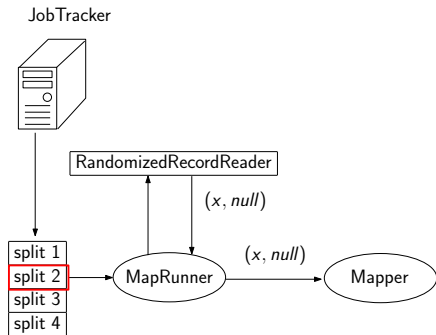 JobTracker
RandomizedRecordReader
(x, null)
(x, null)
split 1
split 2
split 3
split 4
MapRunner
Mapper